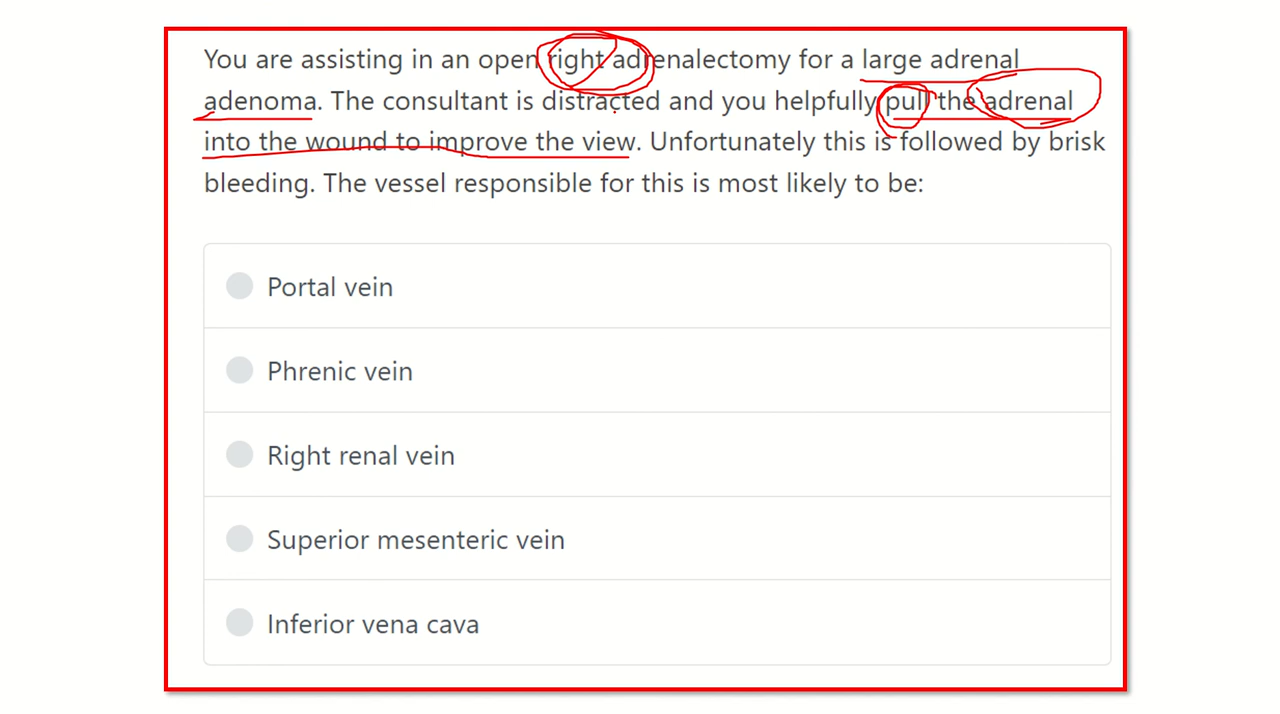 You are assisting in an open right adrenalectomy for a large adrenal
adenoma. The consultant is distracted and you helpfully pull the adrenal
into the wound to improve the view. Unfortunately this is followed by brisk
bleeding. The vessel responsible for this is most likely to be:
Portal vein
Phrenic vein
Right renal vein
Superior mesenteric vein
Inferior vena cava